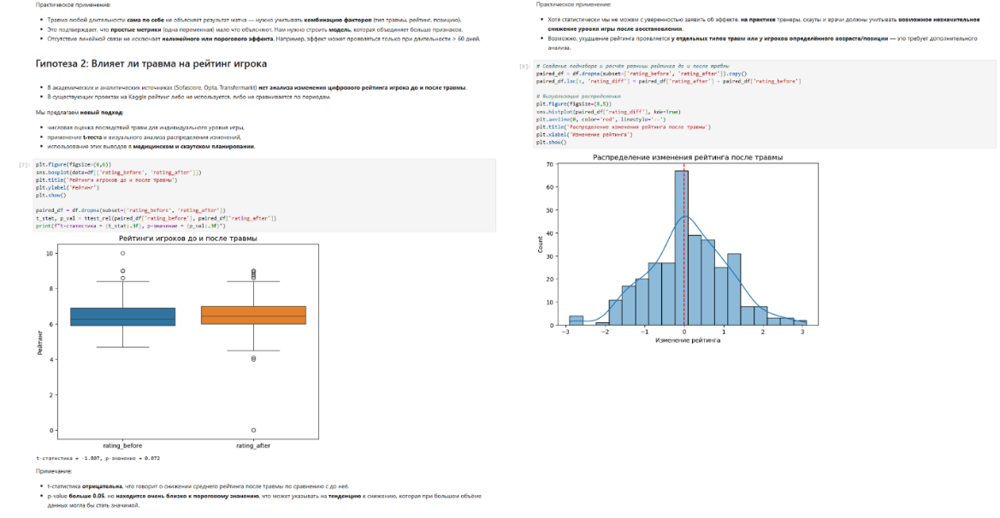 Практическое применение:
• Травма любой длительности сама по себе не объясняет результат матча — нужно учитывать комбинацию факторов (тип травмы, рейтинг, позицию).
• Это подтверждает, что простые метрики (одна переменная) мало что объясняют. Нам нужно строить модель, которая объединяет больше признаков.
• Отсутствие линейной связи не исключает нелинейного или порогового эффекта. Например, эффект может проявляться только при длительности > 60 дней.
Гипотеза 2: Влияет ли травма на рейтинг игрока
• В академических и аналитических источниках (Sofascore, Opta, Transfermarkt) нет анализа изменения цифрового рейтинга игрока до и после травмы.
• В существующих проектах на Kaggle рейтинг либо не используется, либо не сравнивается по периодам.
Мы предлагаем новый подход:
• числовая оценка последствий травм для индивидуального уровня игры,
• применение t-теста и визуального анализа распределения изменений,
• использование этих выводов в медицинском и скаутском планировании.
[7]:
plt.figure(figsize=(8,6))
sns.boxplot(data=df[['rating_before', 'rating_after']])
plt.title('Рейтинги игроков до и после травмы')
plt.ylabel('Рейтинг')
plt.show()
paired_df = df.dropna(subset=['rating_before', 'rating_after'])
t_stat, p_val = ttest_rel(paired_df['rating_before'], paired_df['rating_after'])
print(f"t-статистика = {t_stat:.3f}, p-значение = {p_val:.3f}")
Рейтинги игроков до и после травмы
Рейтинг
10
8
6
4
2
0
rating_before rating_after
t-статистика = -1.807, p-значение = 0.072
Примечание:
• t-статистика отрицательна, что говорит о снижении среднего рейтинга после травмы по сравнению с до неё.
• p-value больше 0.05, но находится очень близко к пороговому значению, что может указывать на тенденцию к снижению, которая при большем объёме
данных могла бы стать значимой.
Практическое применение:
• Хотя статистически мы не можем с уверенностью заявить об эффекте, на практике тренеры, скауты и врачи должны учитывать возможное незначительное
снижение уровня игры после восстановления.
• Возможно, ухудшение рейтинга проявляется у отдельных типов травм или у игроков определённого возраста/позиции — это требует дополнительного
анализа.
# Создание поднабора и расчёт разницы рейтинга до и после травмы
paired_df = df.dropna(subset=['rating_before', 'rating_after']).copy()
paired_df.loc[:, 'rating_diff'] = paired_df['rating_after'] - paired_df['rating_before']
# Визуализация распределения
plt.figure(figsize=(8,5))
sns.histplot(paired_df['rating_diff'], kde=True)
plt.axvline(0, color='red', linestyle='--')
plt.title('Распределение изменения рейтинга после травмы')
plt.xlabel('Изменение рейтинга')
plt.show()
Распределение изменения рейтинга после травмы
Count
70
60
50
40
30
20
10
0
−3 −2 −1 0 1 2 3
Изменение рейтинга